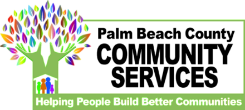 Palm Beach County
COMMUNITY
SERVICES
Helping People Build Better Communities